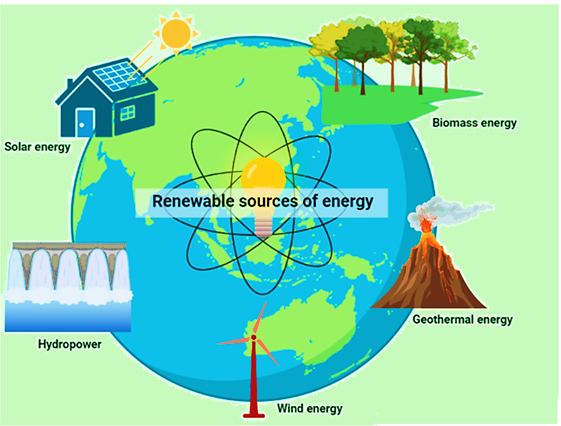 Solar energy
Biomass energy
Renewable sources of energy
Geothermal energy
Hydropower
Wind energy